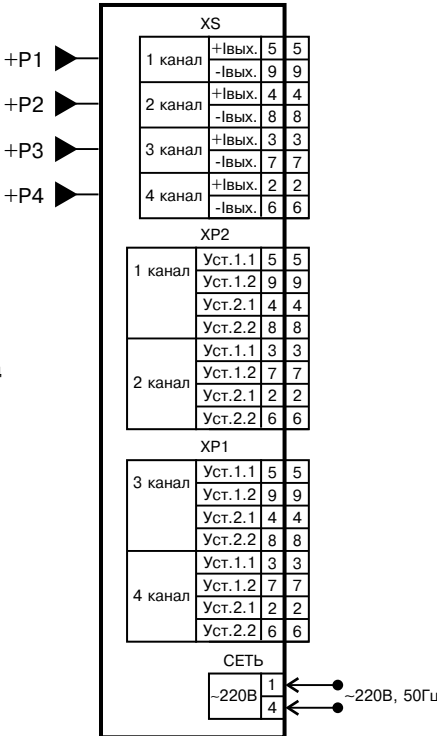 XS
+P1
+P2
+P3
+P4
1 канал +Iвых. 5 5
-Iвых. 9 9
2 канал +Iвых. 4 4
-Iвых. 8 8
3 канал +Iвых. 3 3
-Iвых. 7 7
4 канал +Iвых. 2 2
-Iвых. 6 6
XP2
1 канал Уст.1.1 5 5
Уст.1.2 9 9
Уст.2.1 4 4
Уст.2.2 8 8
2 канал Уст.1.1 3 3
Уст.1.2 7 7
Уст.2.1 2 2
Уст.2.2 6 6
XP1
3 канал Уст.1.1 5 5
Уст.1.2 9 9
Уст.2.1 4 4
Уст.2.2 8 8
4 канал Уст.1.1 3 3
Уст.1.2 7 7
Уст.2.1 2 2
Уст.2.2 6 6
СЕТЬ
~220В 1
4
~220В, 50Гц